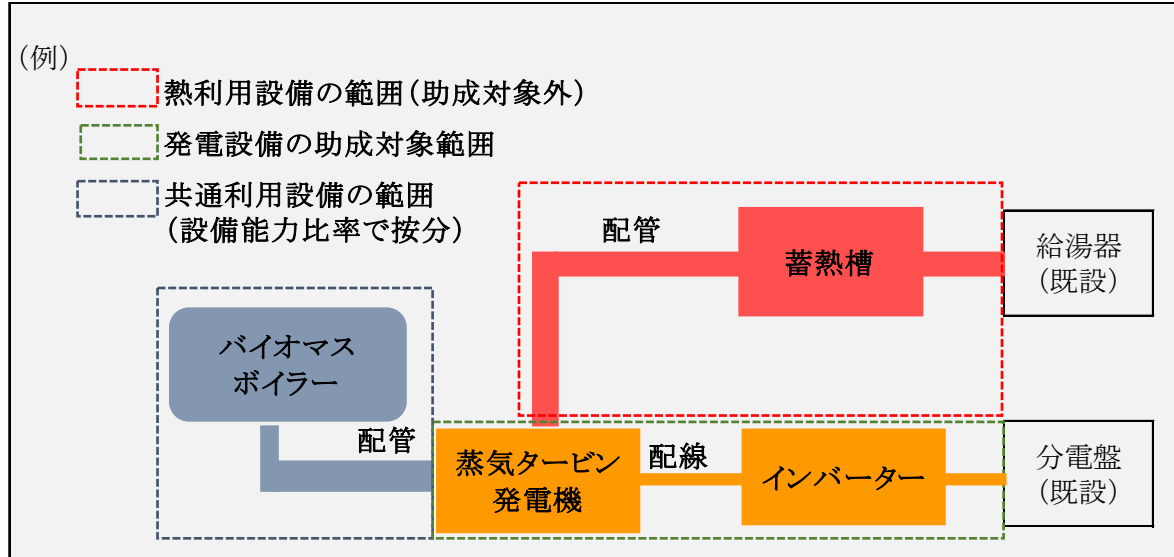 (例)
熱利用設備の範囲(助成対象外)
発電設備の助成対象範囲
共通利用設備の範囲
(設備能力比率で按分)
配管
蓄熱槽
給湯器
(既設)
バイオマス
ボイラー
配管
蒸気タービン
発電機
配線
インバーター
分電盤
(既設)